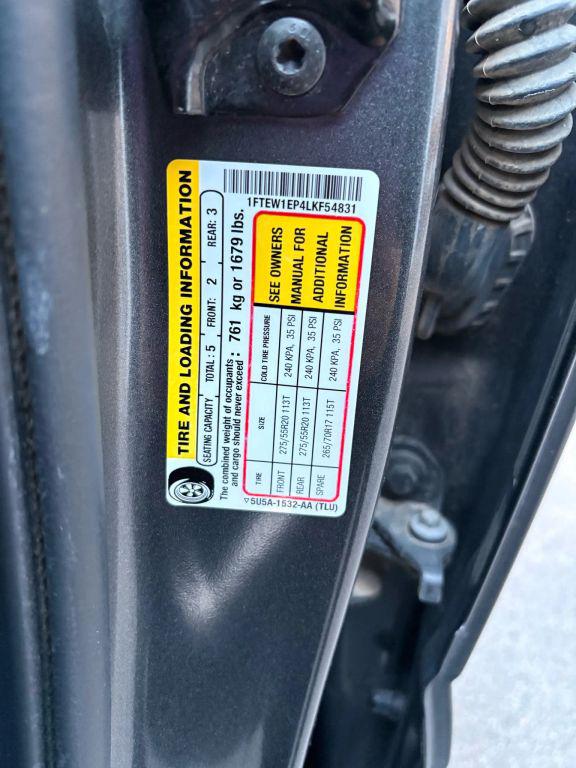 TIRE AND LOADING INFORMATION
SEATING CAPACITY TOTAL: 5 FRONT: 2 REAR: 3
The combined weight of occupants and cargo should never exceed: 761 kg or 1679 lbs.
1FTEW1EP4LKF54831
TIRE SIZE COLD TIRE PRESSURE
FRONT 275/55R20 113T 240 KPA, 35 PSI
REAR 275/55R20 113T 240 KPA, 35 PSI
SPARE 265/70R17 115T 240 KPA, 35 PSI
SEE OWNERS
MANUAL FOR
ADDITIONAL
INFORMATION
▽5U5A-1532-AA (TLU)